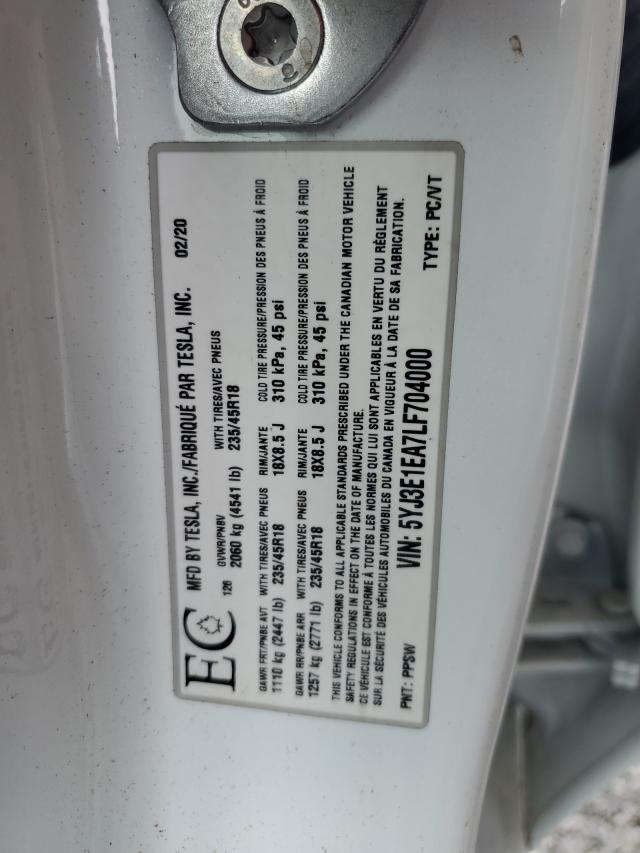 MFD BY TESLA, INC./FABRIQUÉ PAR TESLA, INC. 02/20
EC
126
GVWR/PNBV WITH TIRES/AVEC PNEUS
2060 kg (4541 lb) 235/45R18
GAWR FRT/PNBE AVT WITH TIRES/AVEC PNEUS RIM/JANTE COLD TIRE PRESSURE/PRESSION DES PNEUS À FROID
1110 kg (2447 lb) 235/45R18 18X8.5 J 310 kPa, 45 psi
GAWR RR/PNBE ARR WITH TIRES/AVEC PNEUS RIM/JANTE COLD TIRE PRESSURE/PRESSION DES PNEUS À FROID
1257 kg (2771 lb) 235/45R18 18X8.5 J 310 kPa, 45 psi
THIS VEHICLE CONFORMS TO ALL APPLICABLE STANDARDS PRESCRIBED UNDER THE CANADIAN MOTOR VEHICLE
SAFETY REGULATIONS IN EFFECT ON THE DATE OF MANUFACTURE.
CE VÉHICULE EST CONFORME À TOUTES LES NORMES QUI LUI SONT APPLICABLES EN VERTU DU RÈGLEMENT
SUR LA SÉCURITÉ DES VÉHICULES AUTOMOBILES DU CANADA EN VIGUEUR À LA DATE DE SA FABRICATION.
PNT: PPSW VIN: 5YJ3E1EA7LF704000 TYPE: PC/VT